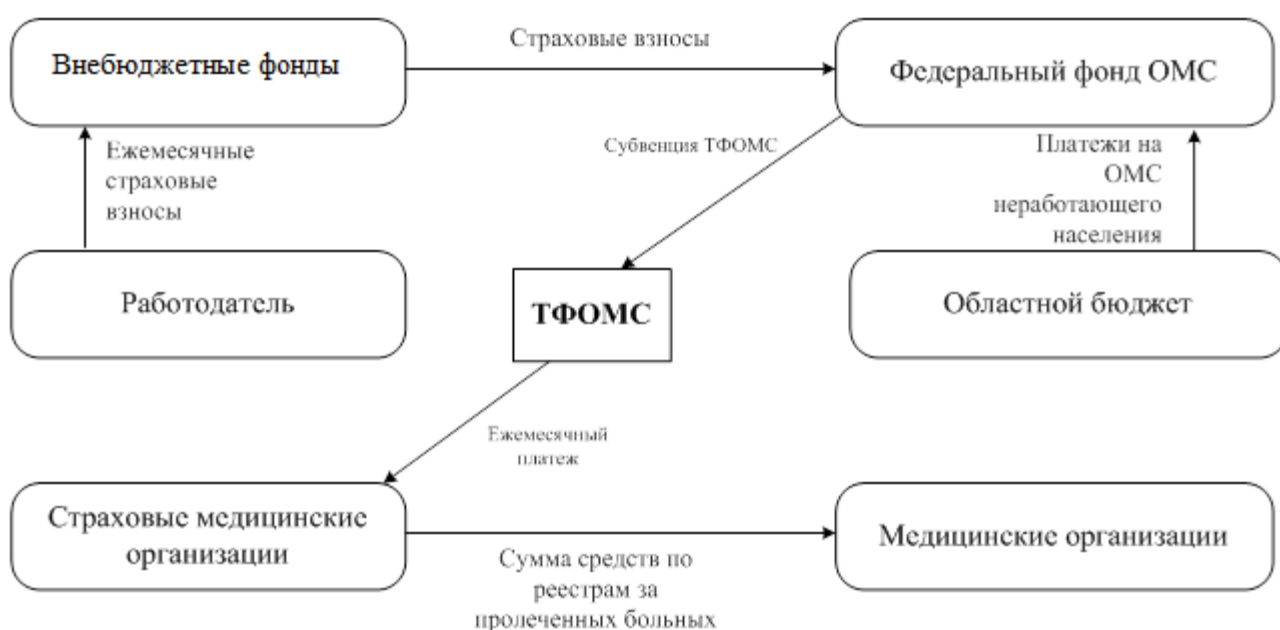 Внебюджетные фонды
Страховые взносы
Федеральный фонд ОМС
Ежемесячные
страховые
взносы
Субвенция ТФОМС
Платежи на
ОМС
неработающего
населения
Работодатель
ТФОМС
Областной бюджет
Ежемесячный
платеж
Страховые медицинские
организации
Сумма средств по
реестрам за
пролеченных больных
Медицинские организации